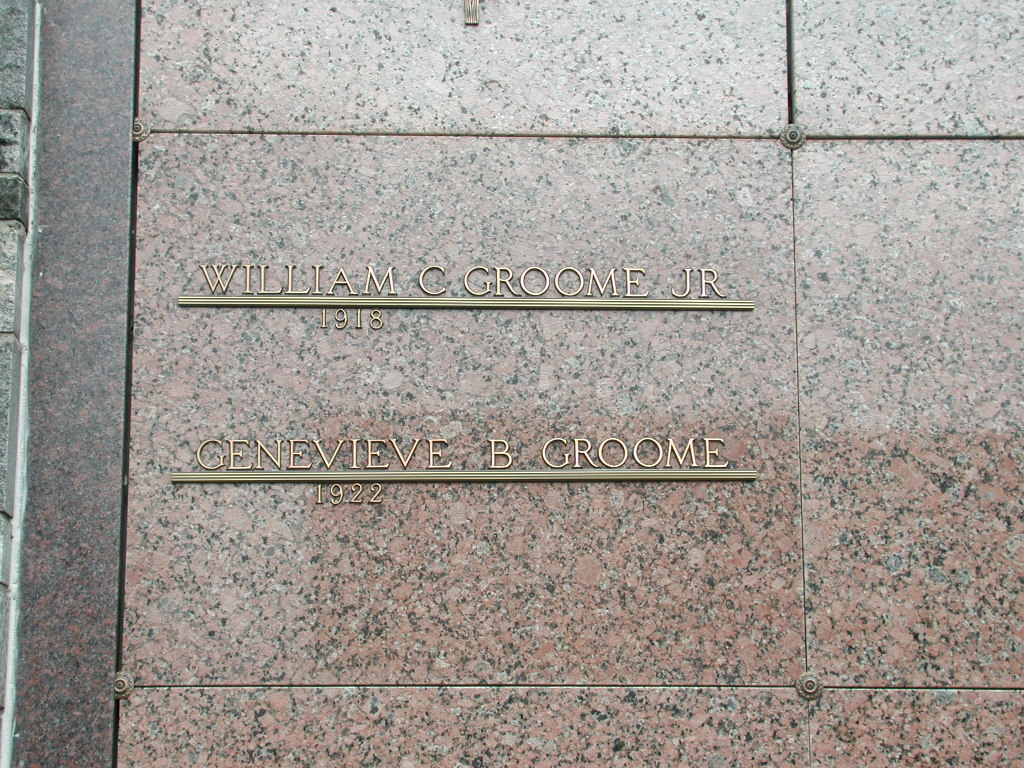 WILLIAM C GROOME JR
1918
GENEVIEVE B GROOME
1922